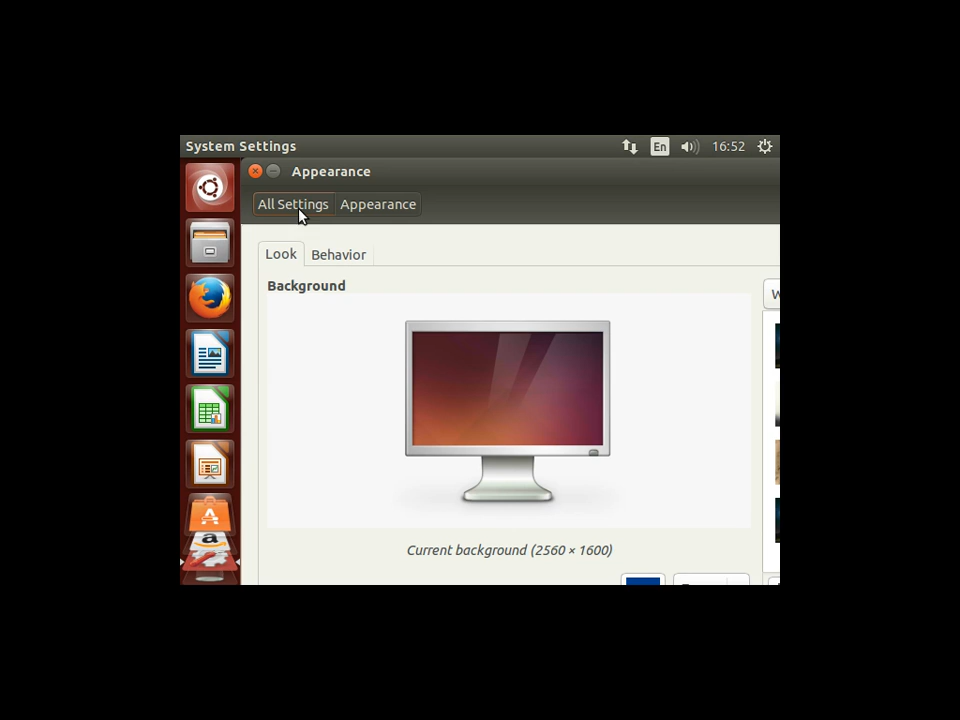 System Settings
En
16:52
Appearance
All Settings
Appearance
Look
Behavior
Background
Current background (2560 × 1600)